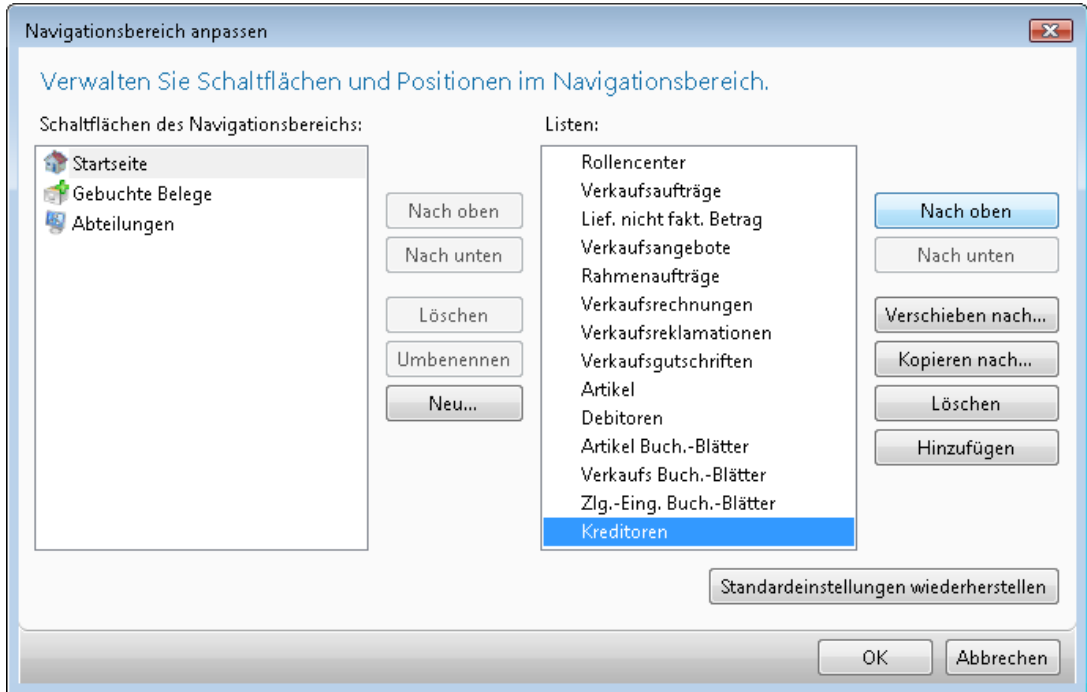 Navigationsbereich anpassen
Verwalten Sie Schaltflächen und Positionen im Navigationsbereich.
Schaltflächen des Navigationsbereichs:
Startseite
Gebuchte Belege
Abteilungen
Nach oben
Nach unten
Löschen
Umbenennen
Neu...
Listen:
Rollencenter
Verkaufsaufträge
Lief. nicht fakt. Betrag
Verkaufsangebote
Rahmenaufträge
Verkaufsrechnungen
Verkaufsreklamationen
Verkaufsgutschriften
Artikel
Debitoren
Artikel Buch.-Blätter
Verkaufs Buch.-Blätter
Zlg.-Eing. Buch.-Blätter
Kreditoren
Nach oben
Nach unten
Verschieben nach...
Kopieren nach...
Löschen
Hinzufügen
Standardeinstellungen wiederherstellen
OK
Abbrechen